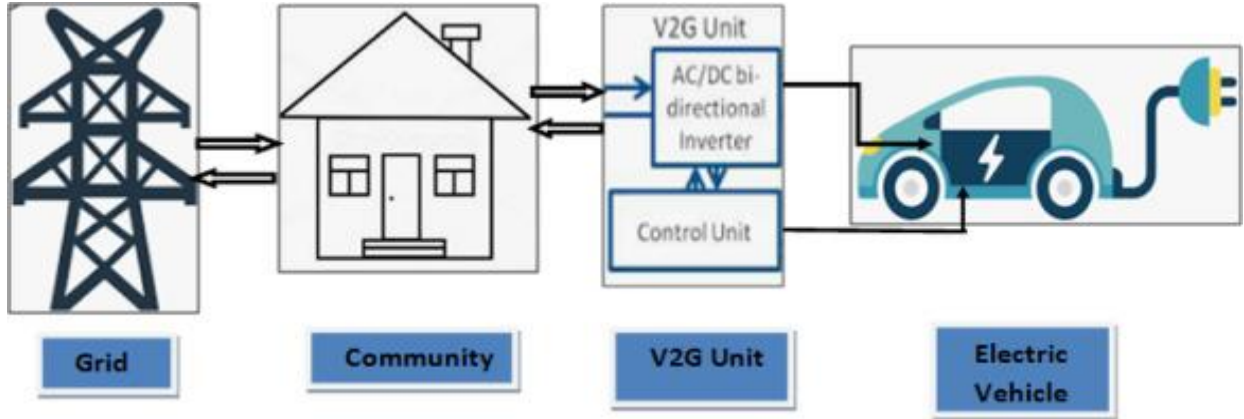 V2G Unit
AC/DC bi-
directional
Inverter
Control Unit
Grid
Community
V2G Unit
Electric
Vehicle